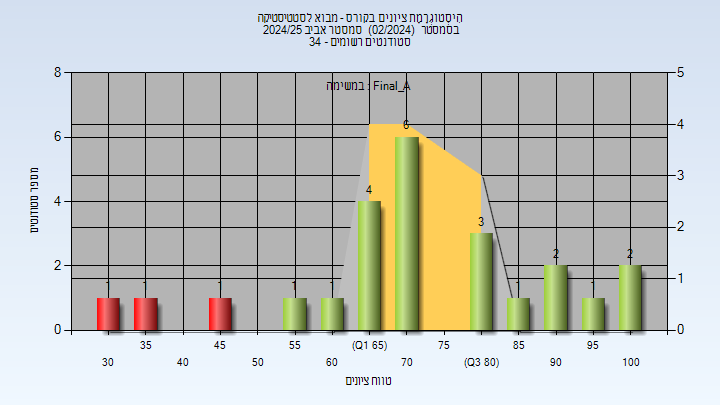 הִיסְטוֹגְרָמַת ציונים בקורס - מבוא לסטטיסטיקה
בסמסטר (02/2024) סמסטר אביב 2024/25
סטודנטים רשומים - 34
במשימה : Final_A
8 5
6 4
4 3
2 2
0 1
0
מספר סטודנטים
1 1 1 1 1 4 6 3 1 2 1 2
35 45 55 (Q1 65) 75 85 95
30 40 50 60 70 (Q3 80) 90 100
טווח ציונים